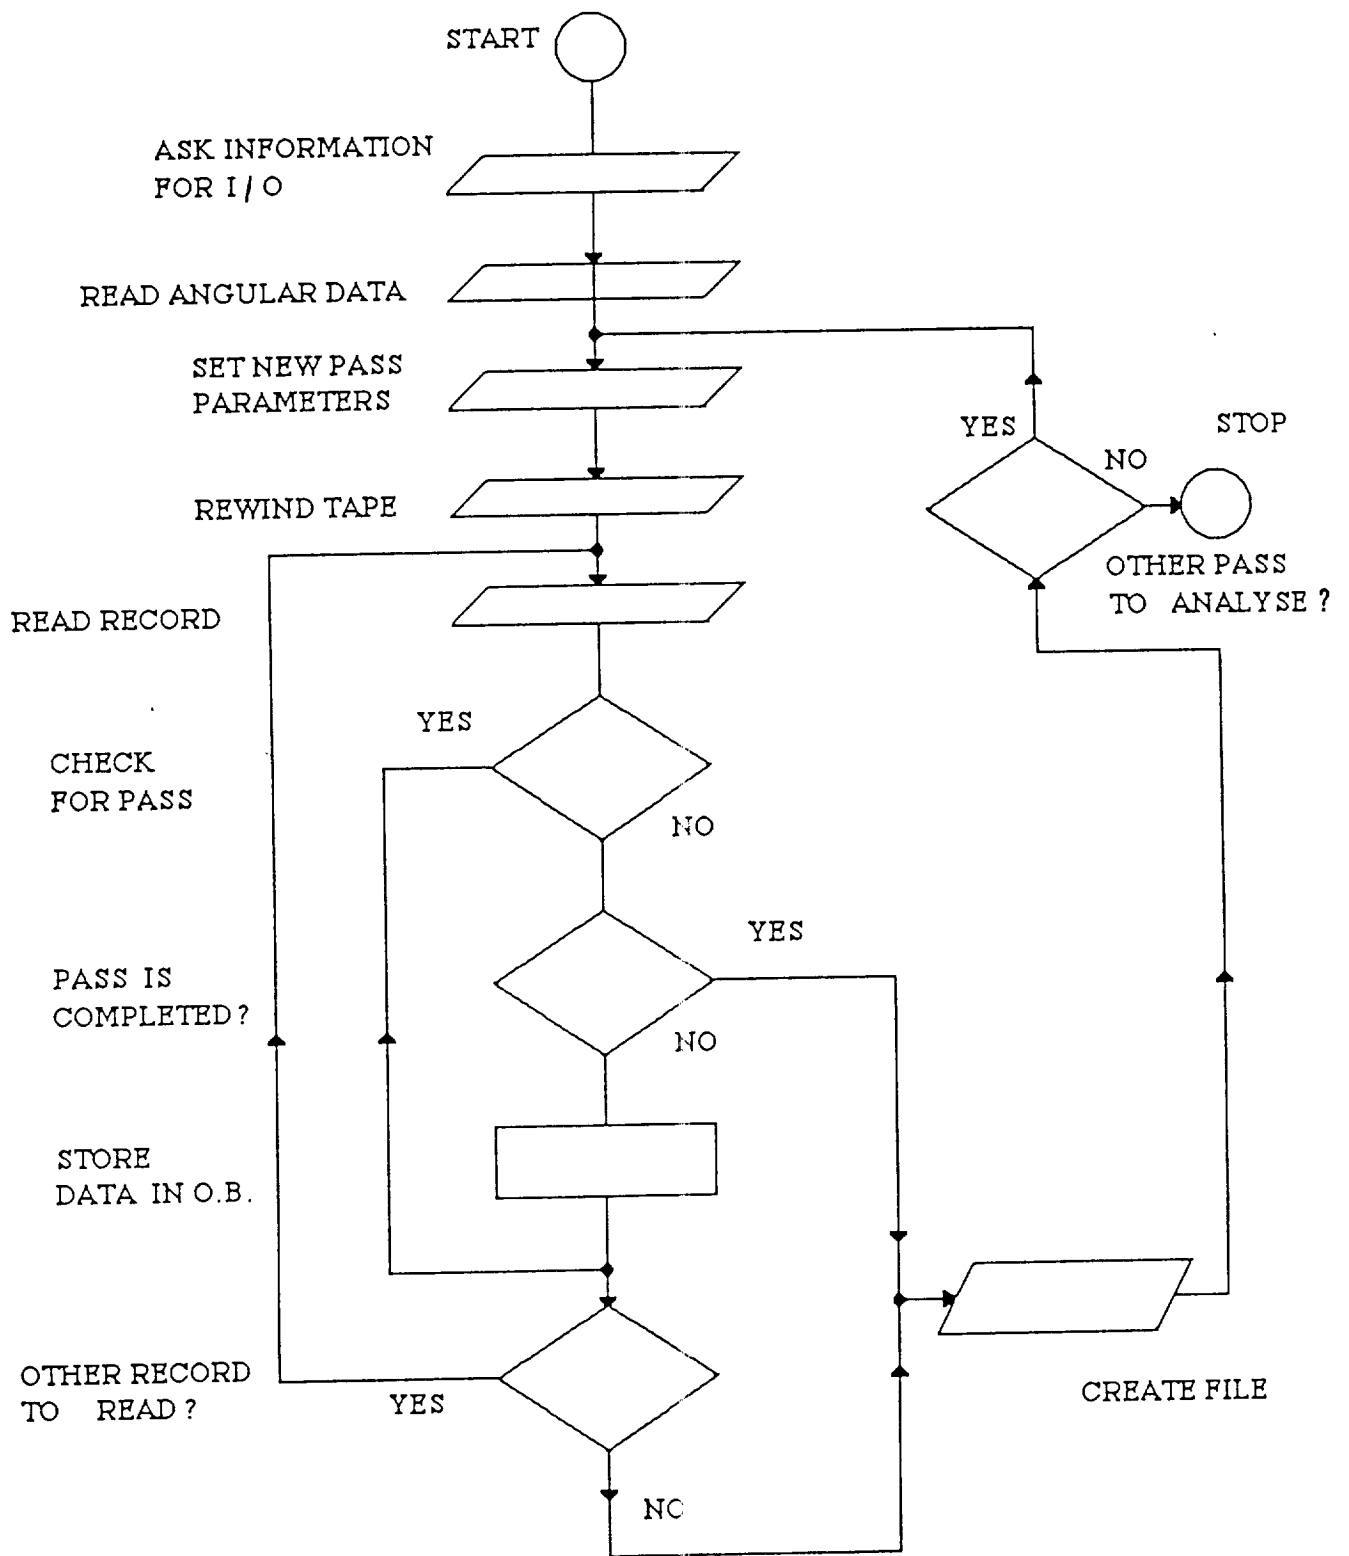 START
ASK INFORMATION
FOR I / O
READ ANGULAR DATA
SET NEW PASS
PARAMETERS
YES
STOP
NO
REWIND TAPE
OTHER PASS
TO ANALYSE ?
READ RECORD
YES
CHECK
FOR PASS
NO
YES
PASS IS
COMPLETED ?
NO
STORE
DATA IN O.B.
OTHER RECORD
TO READ ?
YES
CREATE FILE
NO